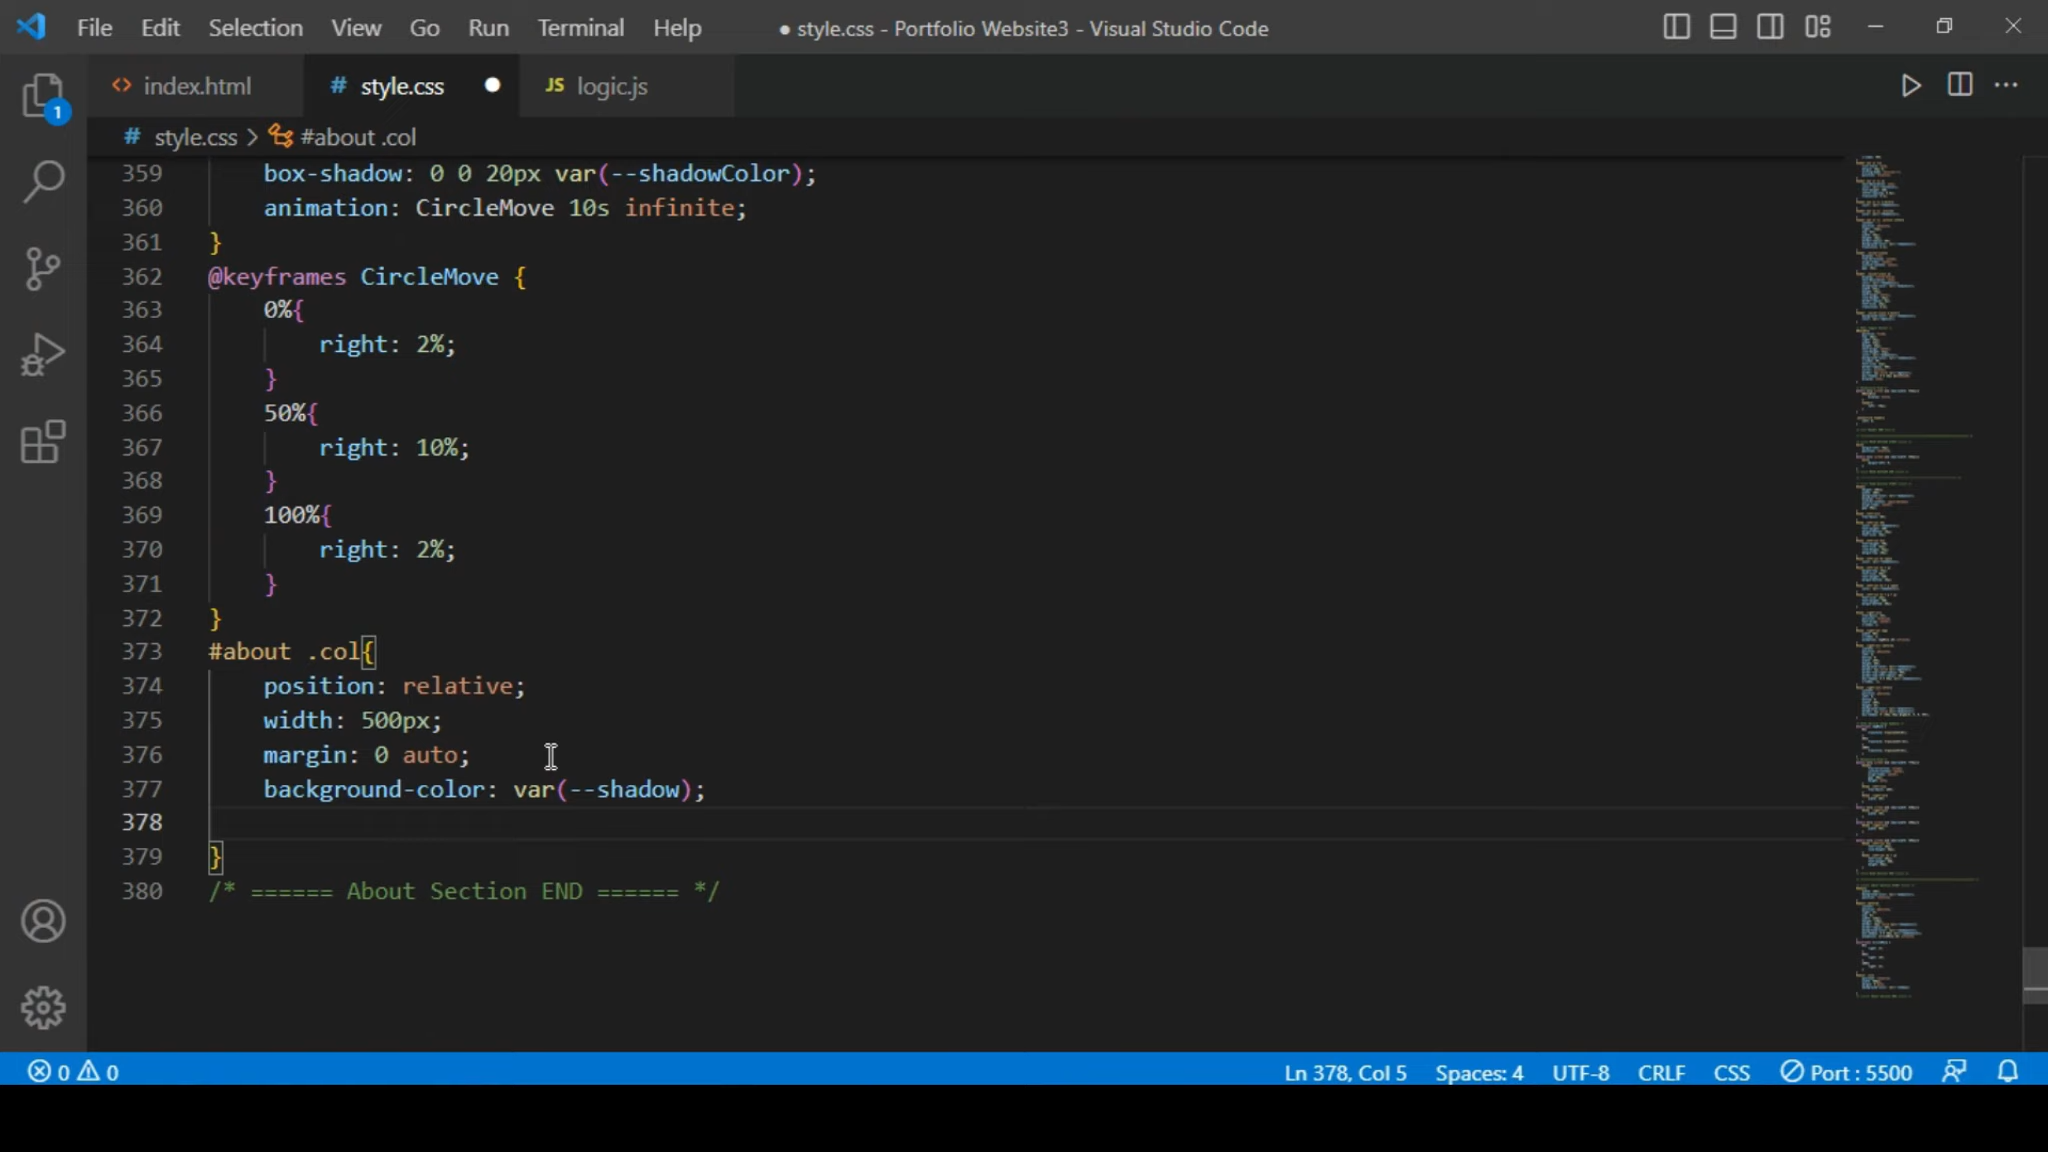 File Edit Selection View Go Run Terminal Help ● style.css - Portfolio Website3 - Visual Studio Code
1
<> index.html # style.css ● JS logic.js
# style.css > #about .col
359 box-shadow: 0 0 20px var(--shadowColor);
360 animation: CircleMove 10s infinite;
361 }
362 @keyframes CircleMove {
363 0%{
364 right: 2%;
365 }
366 50%{
367 right: 10%;
368 }
369 100%{
370 right: 2%;
371 }
372 }
373 #about .col{
374 position: relative;
375 width: 500px;
376 margin: 0 auto;
377 background-color: var(--shadow);
378
379 }
380 /* ====== About Section END ====== */
0 0 Ln 378, Col 5 Spaces: 4 UTF-8 CRLF CSS Port : 5500